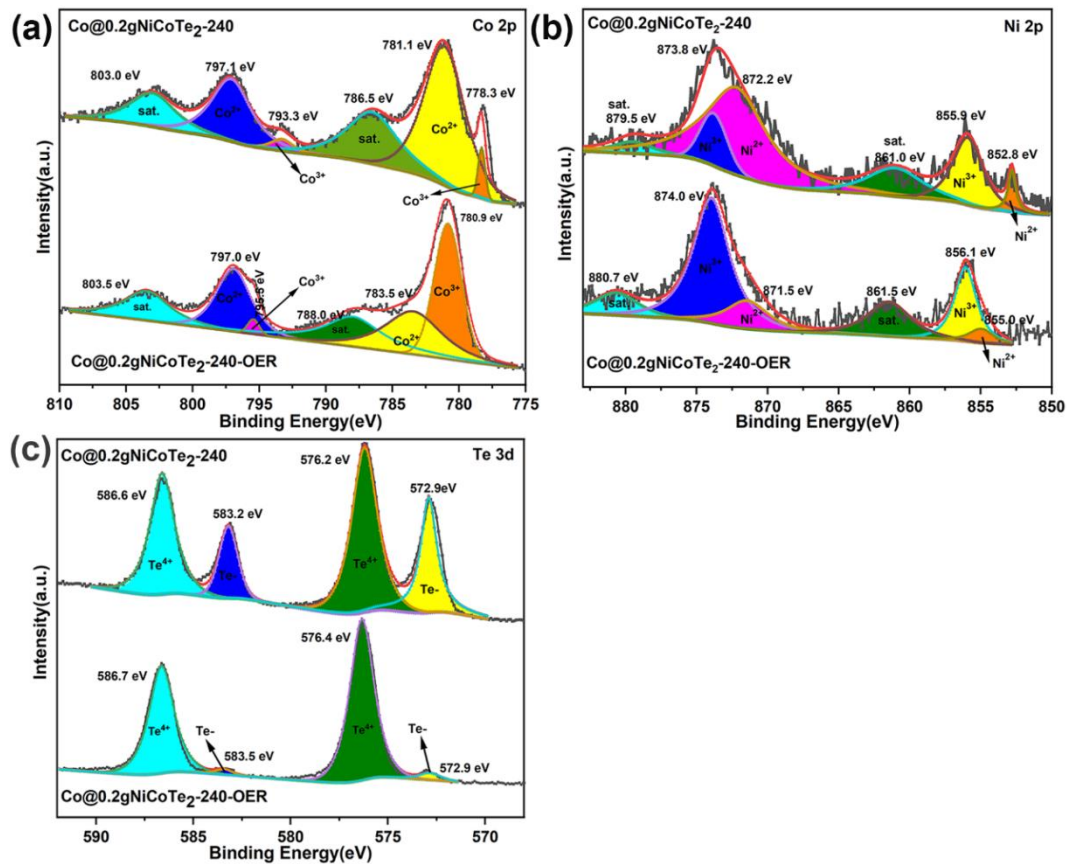 (a)
Co@0.2gNiCoTe2-240
Co 2p
803.0 eV
797.1 eV
793.3 eV
786.5 eV
781.1 eV
778.3 eV
sat.
Co2+
Co3+
sat.
Co2+
Co3+
803.5 eV
797.0 eV
795.5 eV
788.0 eV
783.5 eV
780.9 eV
sat.
Co2+
Co3+
sat.
Co2+
Co3+
Co@0.2gNiCoTe2-240-OER
Intensity(a.u.)
810 805 800 795 790 785 780 775
Binding Energy(eV)
(b)
Co@0.2gNiCoTe2-240
Ni 2p
873.8 eV
872.2 eV
sat.
879.5 eV
sat.
861.0 eV
855.9 eV
852.8 eV
Ni3+
Ni2+
Ni3+
Ni2+
874.0 eV
880.7 eV
871.5 eV
861.5 eV
856.1 eV
855.0 eV
sat.
Ni3+
Ni2+
sat.
Ni3+
Ni2+
Co@0.2gNiCoTe2-240-OER
Intensity(a.u.)
880 875 870 865 860 855 850
Binding Energy(eV)
(c)
Co@0.2gNiCoTe2-240
Te 3d
586.6 eV
583.2 eV
576.2 eV
572.9eV
Te4+
Te-
Te4+
Te-
586.7 eV
583.5 eV
576.4 eV
572.9 eV
Te4+
Te-
Te4+
Te-
Co@0.2gNiCoTe2-240-OER
Intensity(a.u.)
590 585 580 575 570
Binding Energy(eV)